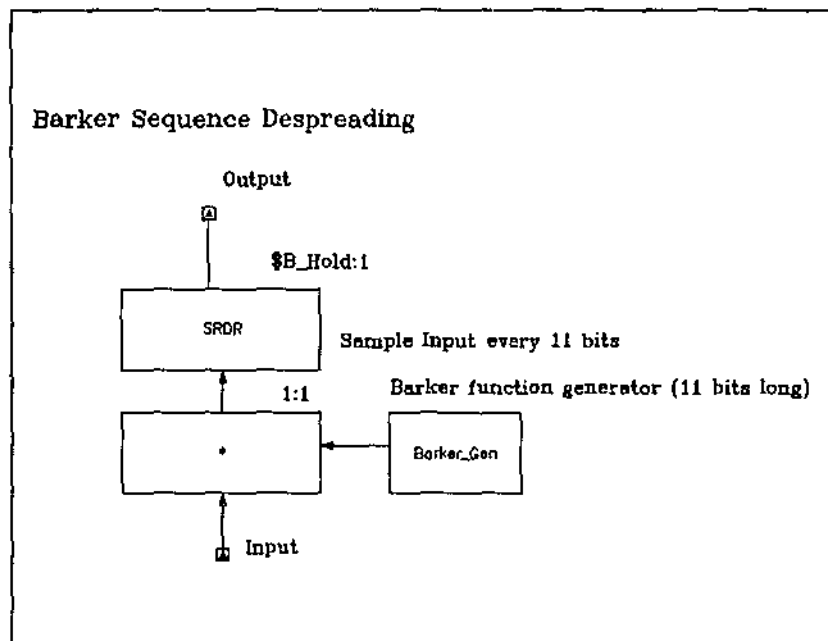 Barker Sequence Despreading
Output
$B_Hold:1
SRDR
Sample Input every 11 bits
1:1
Barker function generator (11 bits long)
*
Barker_Gen
Input